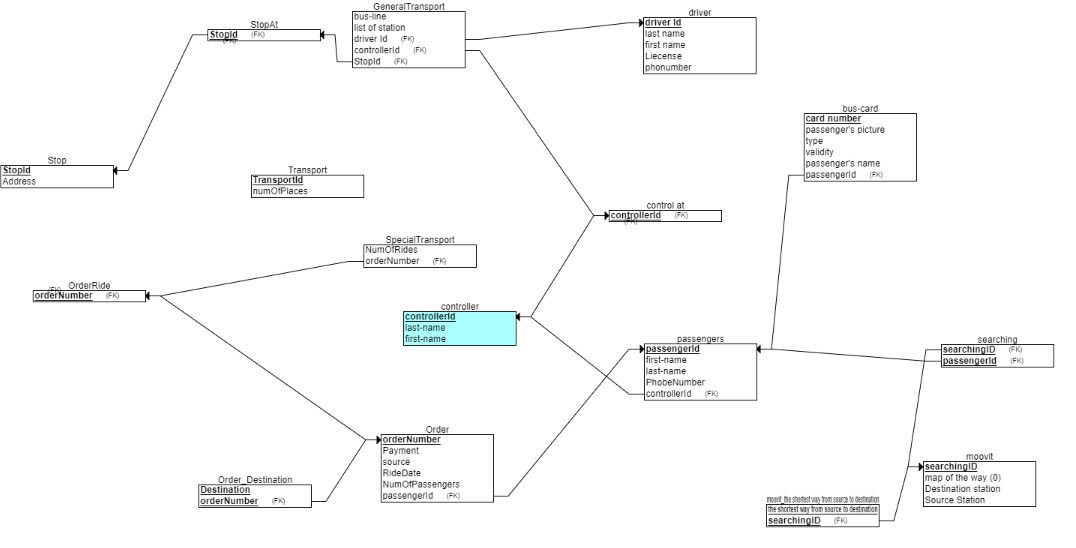 GeneralTransport
bus-line
list of station
driver Id (FK)
controllerId (FK)
StopId (FK)
driver
driver Id
last name
first name
Liecense
phonumber
StopAt
StopId (FK)
(FK)
bus-card
card number
passenger's picture
type
validity
passenger's name
passengerId (FK)
Stop
StopId
Address
Transport
TransportId
numOfPlaces
control at
controllerId (FK)
(FK)
SpecialTransport
NumOfRides
orderNumber (FK)
OrderRide
(FK)
orderNumber (FK)
controller
controllerId
last-name
first-name
passengers
passengerId
first-name
last-name
PhobeNumber
controllerId (FK)
searching
searchingID (FK)
passengerId (FK)
Order
orderNumber
Payment
source
RideDate
NumOfPassengers
passengerId (FK)
Order_Destination
Destination
orderNumber (FK)
moovit
searchingID
map of the way (0)
Destination station
Source Station
moovit_the shortest way from source to destination
the shortest way from source to destination
searchingID (FK)